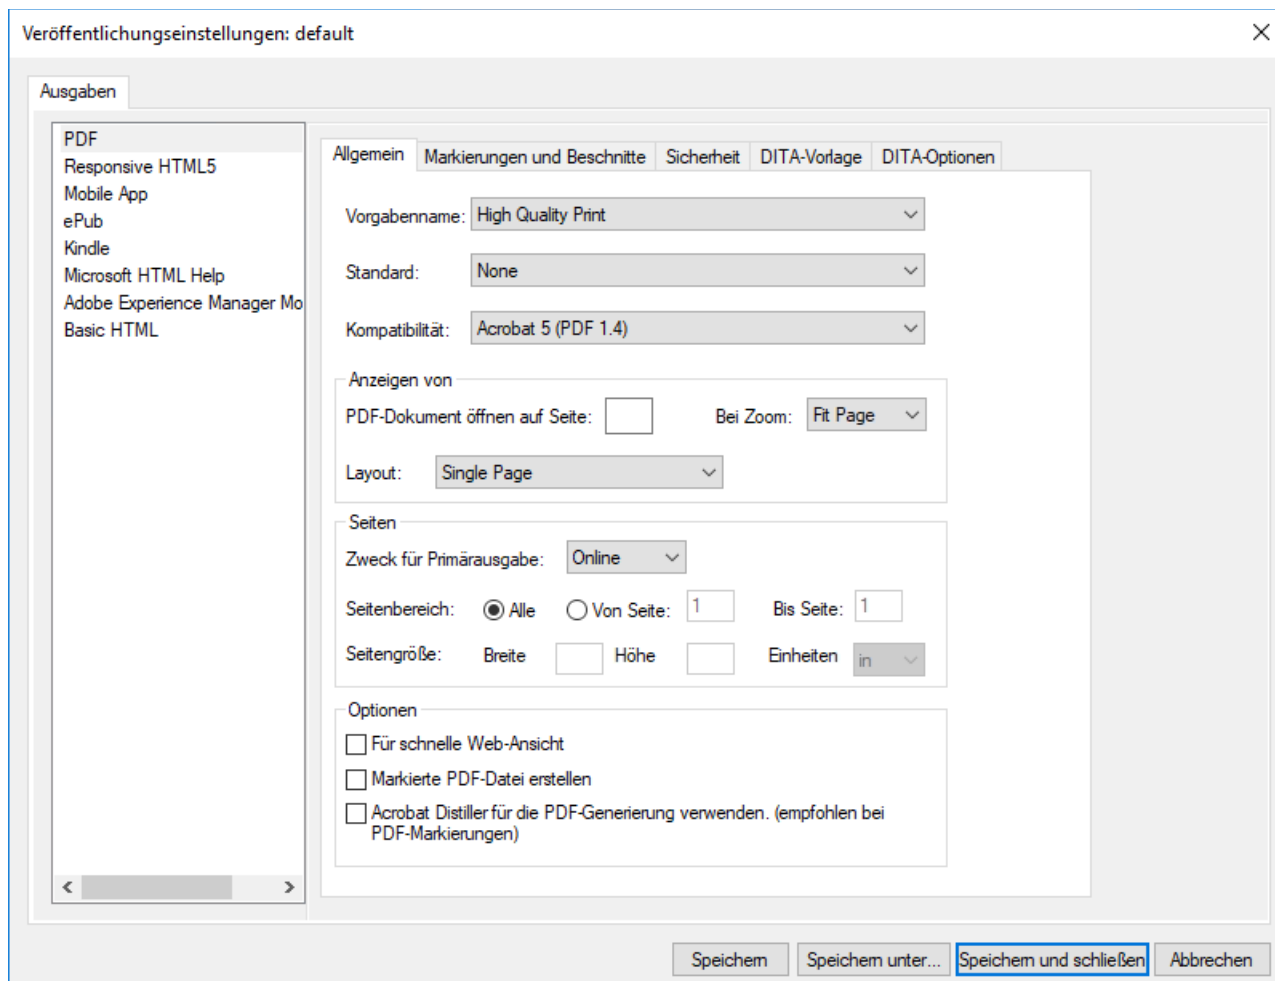 Veröffentlichungseinstellungen: default
Ausgaben
PDF
Responsive HTML5
Mobile App
ePub
Kindle
Microsoft HTML Help
Adobe Experience Manager Mo
Basic HTML
Allgemein Markierungen und Beschnitte Sicherheit DITA-Vorlage DITA-Optionen
Vorgabenname: High Quality Print
Standard: None
Kompatibilität: Acrobat 5 (PDF 1.4)
Anzeigen von
PDF-Dokument öffnen auf Seite: Bei Zoom: Fit Page
Layout: Single Page
Seiten
Zweck für Primärausgabe: Online
Seitenbereich: Alle Von Seite: 1 Bis Seite: 1
Seitengröße: Breite Höhe Einheiten in
Optionen
Für schnelle Web-Ansicht
Markierte PDF-Datei erstellen
Acrobat Distiller für die PDF-Generierung verwenden. (empfohlen bei
PDF-Markierungen)
Speichern Speichern unter... Speichern und schließen Abbrechen